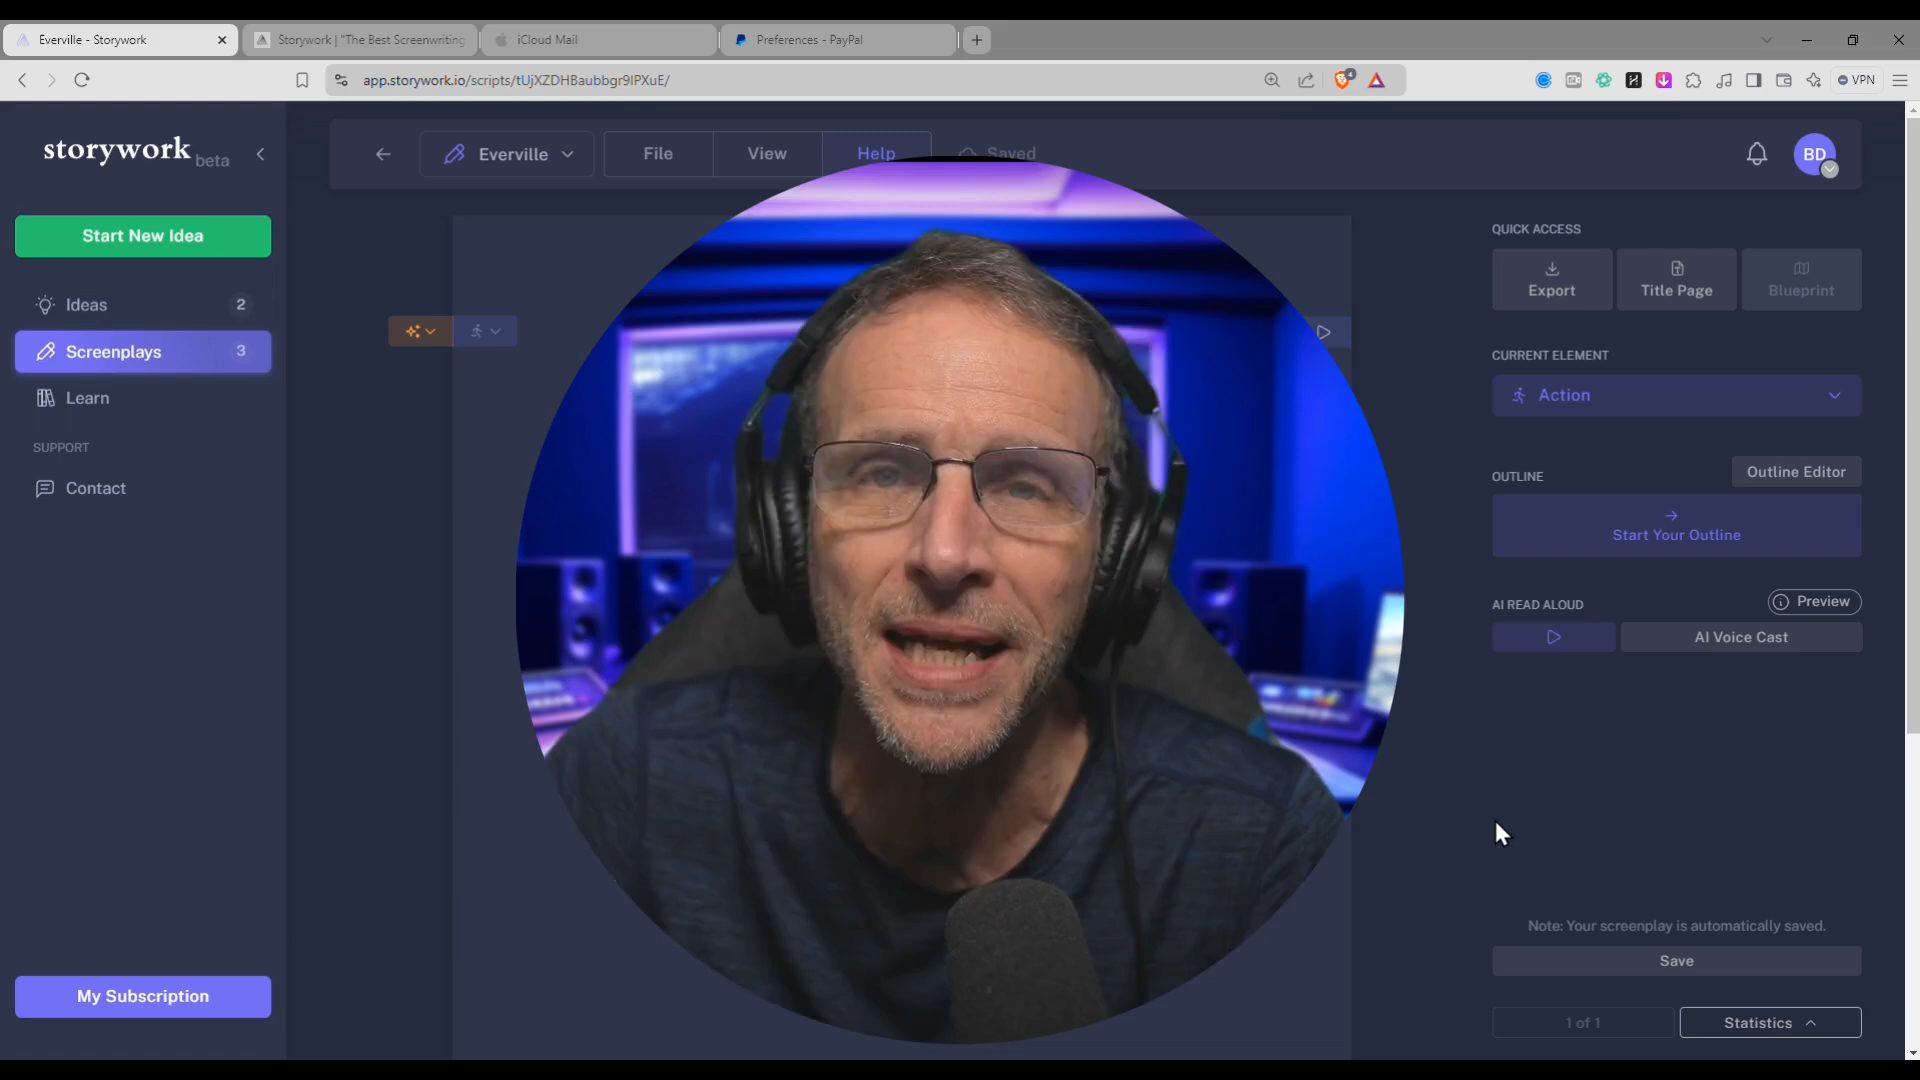 Everville - Storywork
Storywork | "The Best Screenwriting
iCloud Mail
Preferences - PayPal
app.storywork.io/scripts/tUjXZDHBaubbgr9IPXuE/
4
VPN
storywork beta
Everville
File
View
Help
Saved
BD
Start New Idea
Ideas 2
Screenplays 3
Learn
SUPPORT
Contact
My Subscription
QUICK ACCESS
Export
Title Page
Blueprint
CURRENT ELEMENT
Action
OUTLINE
Outline Editor
Start Your Outline
AI READ ALOUD
Preview
AI Voice Cast
Note: Your screenplay is automatically saved.
Save
1 of 1
Statistics